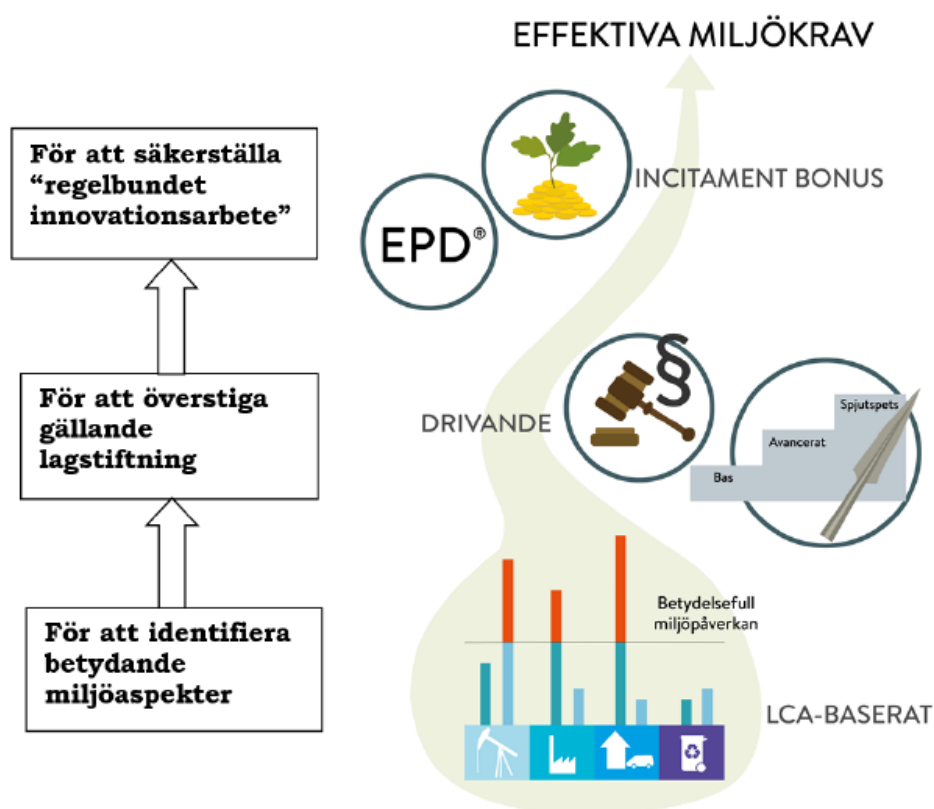 EFFEKTIVA MILJÖKRAV
För att säkerställa
“regelbundet
innovationsarbete”
INCITAMENT BONUS
EPD®
För att överstiga
gällande
lagstiftning
DRIVANDE
§
Spjutspets
Avancerat
Bas
För att identifiera
betydande
miljöaspekter
Betydelsefull
miljöpåverkan
LCA-BASERAT